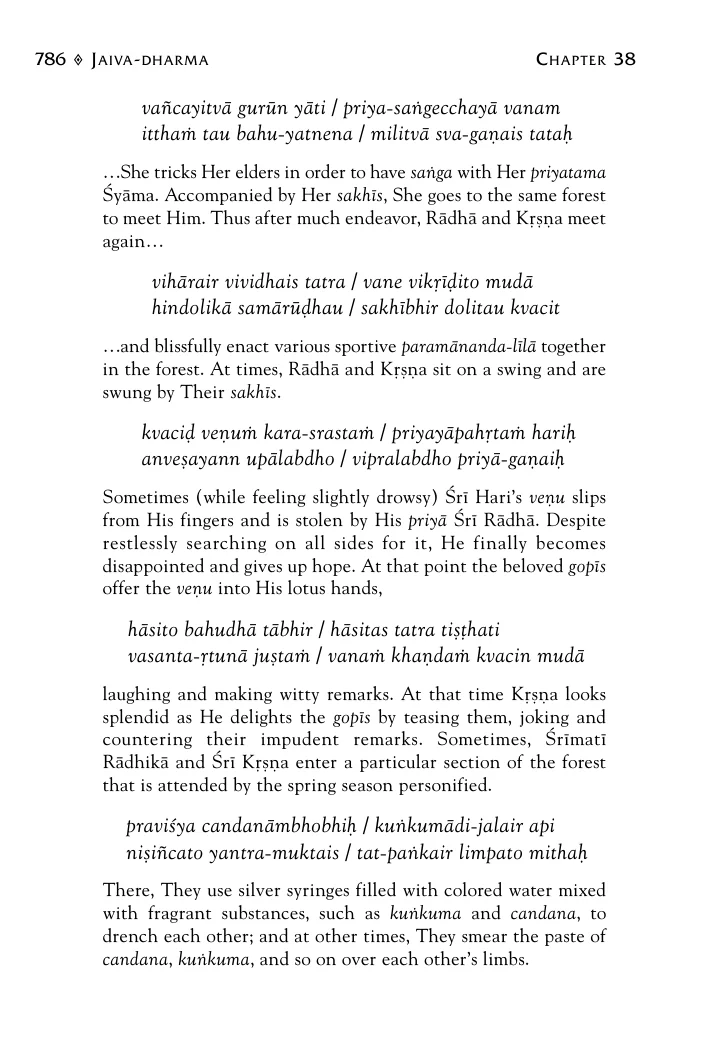 786 ◊ JAIVA-DHARMA CHAPTER 38
vañcayitvā gurūn yāti / priya-saṅgecchayā vanam
itthaṁ tau bahu-yatnena / militvā sva-gaṇais tataḥ
…She tricks Her elders in order to have saṅga with Her priyatama
Śyāma. Accompanied by Her sakhīs, She goes to the same forest
to meet Him. Thus after much endeavor, Rādhā and Kṛṣṇa meet
again…
vihārair vividhais tatra / vane vikṛīḍito mudā
hindolikā samārūḍhau / sakhībhir dolitau kvacit
…and blissfully enact various sportive paramānanda-līlā together
in the forest. At times, Rādhā and Kṛṣṇa sit on a swing and are
swung by Their sakhīs.
kvaciḍ veṇuṁ kara-srastaṁ / priyayāpahṛtaṁ hariḥ
anveṣayann upālabdho / vipralabdho priyā-gaṇaiḥ
Sometimes (while feeling slightly drowsy) Śrī Hari’s veṇu slips
from His fingers and is stolen by His priyā Śrī Rādhā. Despite
restlessly searching on all sides for it, He finally becomes
disappointed and gives up hope. At that point the beloved gopīs
offer the veṇu into His lotus hands,
hāsito bahudhā tābhir / hāsitas tatra tiṣṭhati
vasanta-ṛtunā juṣtaṁ / vanaṁ khaṇdaṁ kvacin mudā
laughing and making witty remarks. At that time Kṛṣṇa looks
splendid as He delights the gopīs by teasing them, joking and
countering their impudent remarks. Sometimes, Śrīmatī
Rādhikā and Śrī Kṛṣṇa enter a particular section of the forest
that is attended by the spring season personified.
praviśya candanāmbhobhiḥ / kuṅkumādi-jalair api
niṣiñcato yantra-muktais / tat-paṅkair limpato mithaḥ
There, They use silver syringes filled with colored water mixed
with fragrant substances, such as kuṅkuma and candana, to
drench each other; and at other times, They smear the paste of
candana, kuṅkuma, and so on over each other’s limbs.